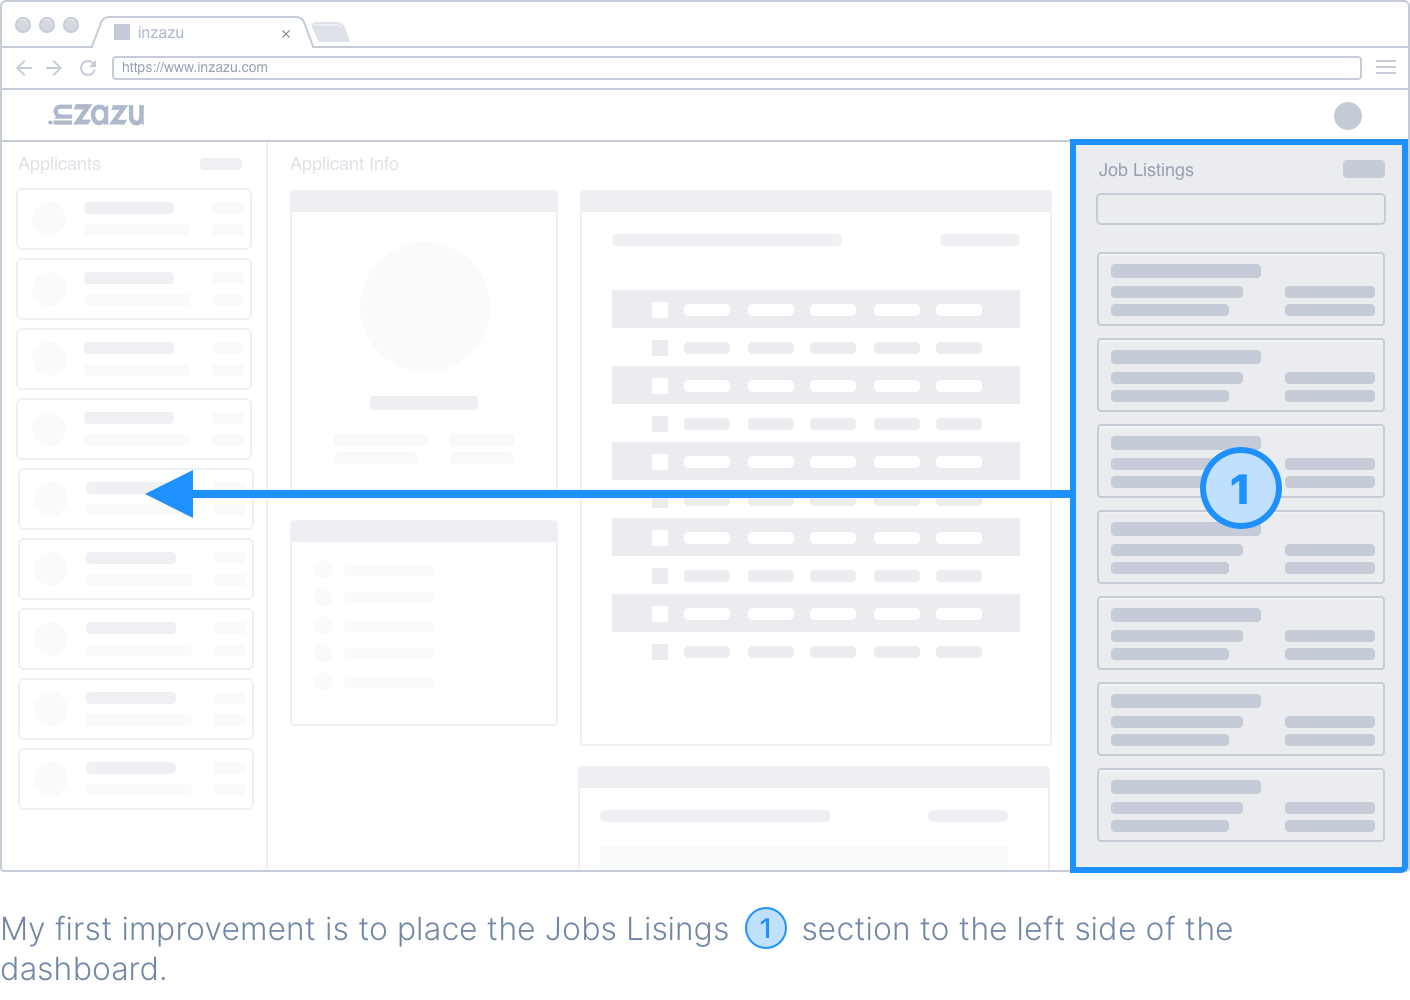 inzazu ×
https://www.inzazu.com
inzazu
Applicants
Applicant Info
Job Listings
1
My first improvement is to place the Jobs Lisings 1 section to the left side of the
dashboard.